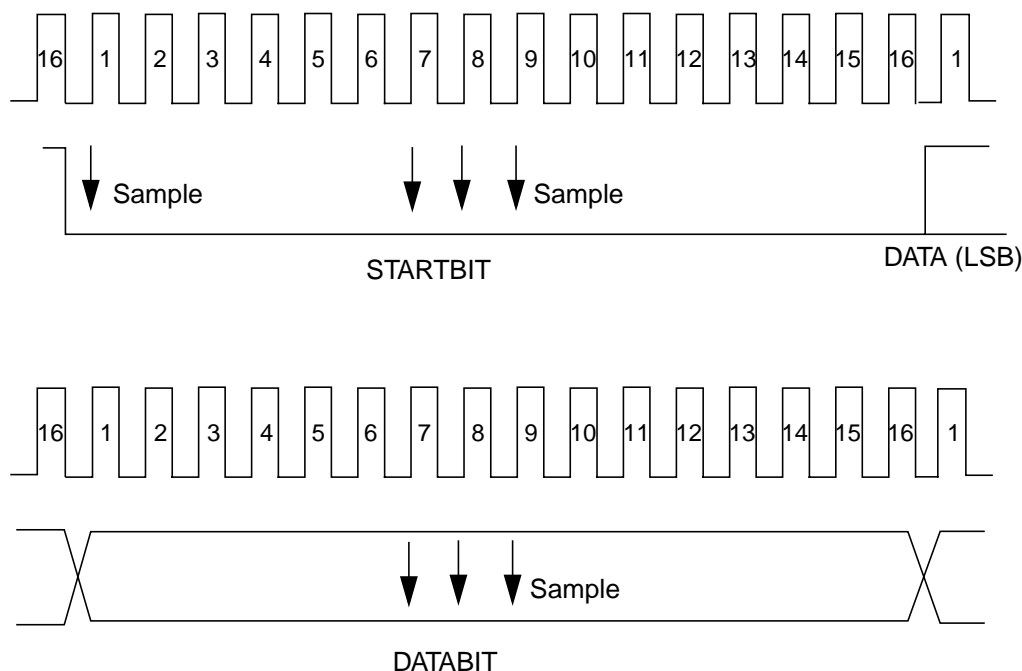 16 1 2 3 4 5 6 7 8 9 10 11 12 13 14 15 16 1
Sample Sample
DATA (LSB)
STARTBIT
16 1 2 3 4 5 6 7 8 9 10 11 12 13 14 15 16 1
Sample
DATABIT